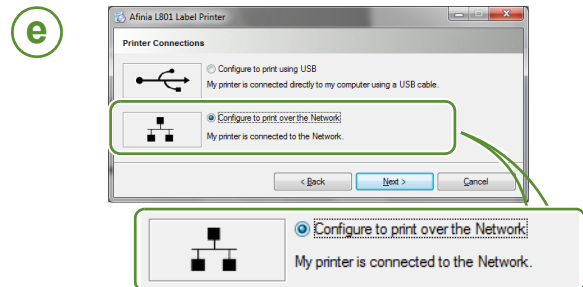 e
Afinia L801 Label Printer
Printer Connections
Configure to print using USB
My printer is connected directly to my computer using a USB cable.
Configure to print over the Network
My printer is connected to the Network.
< Back Next > Cancel
Configure to print over the Network
My printer is connected to the Network.